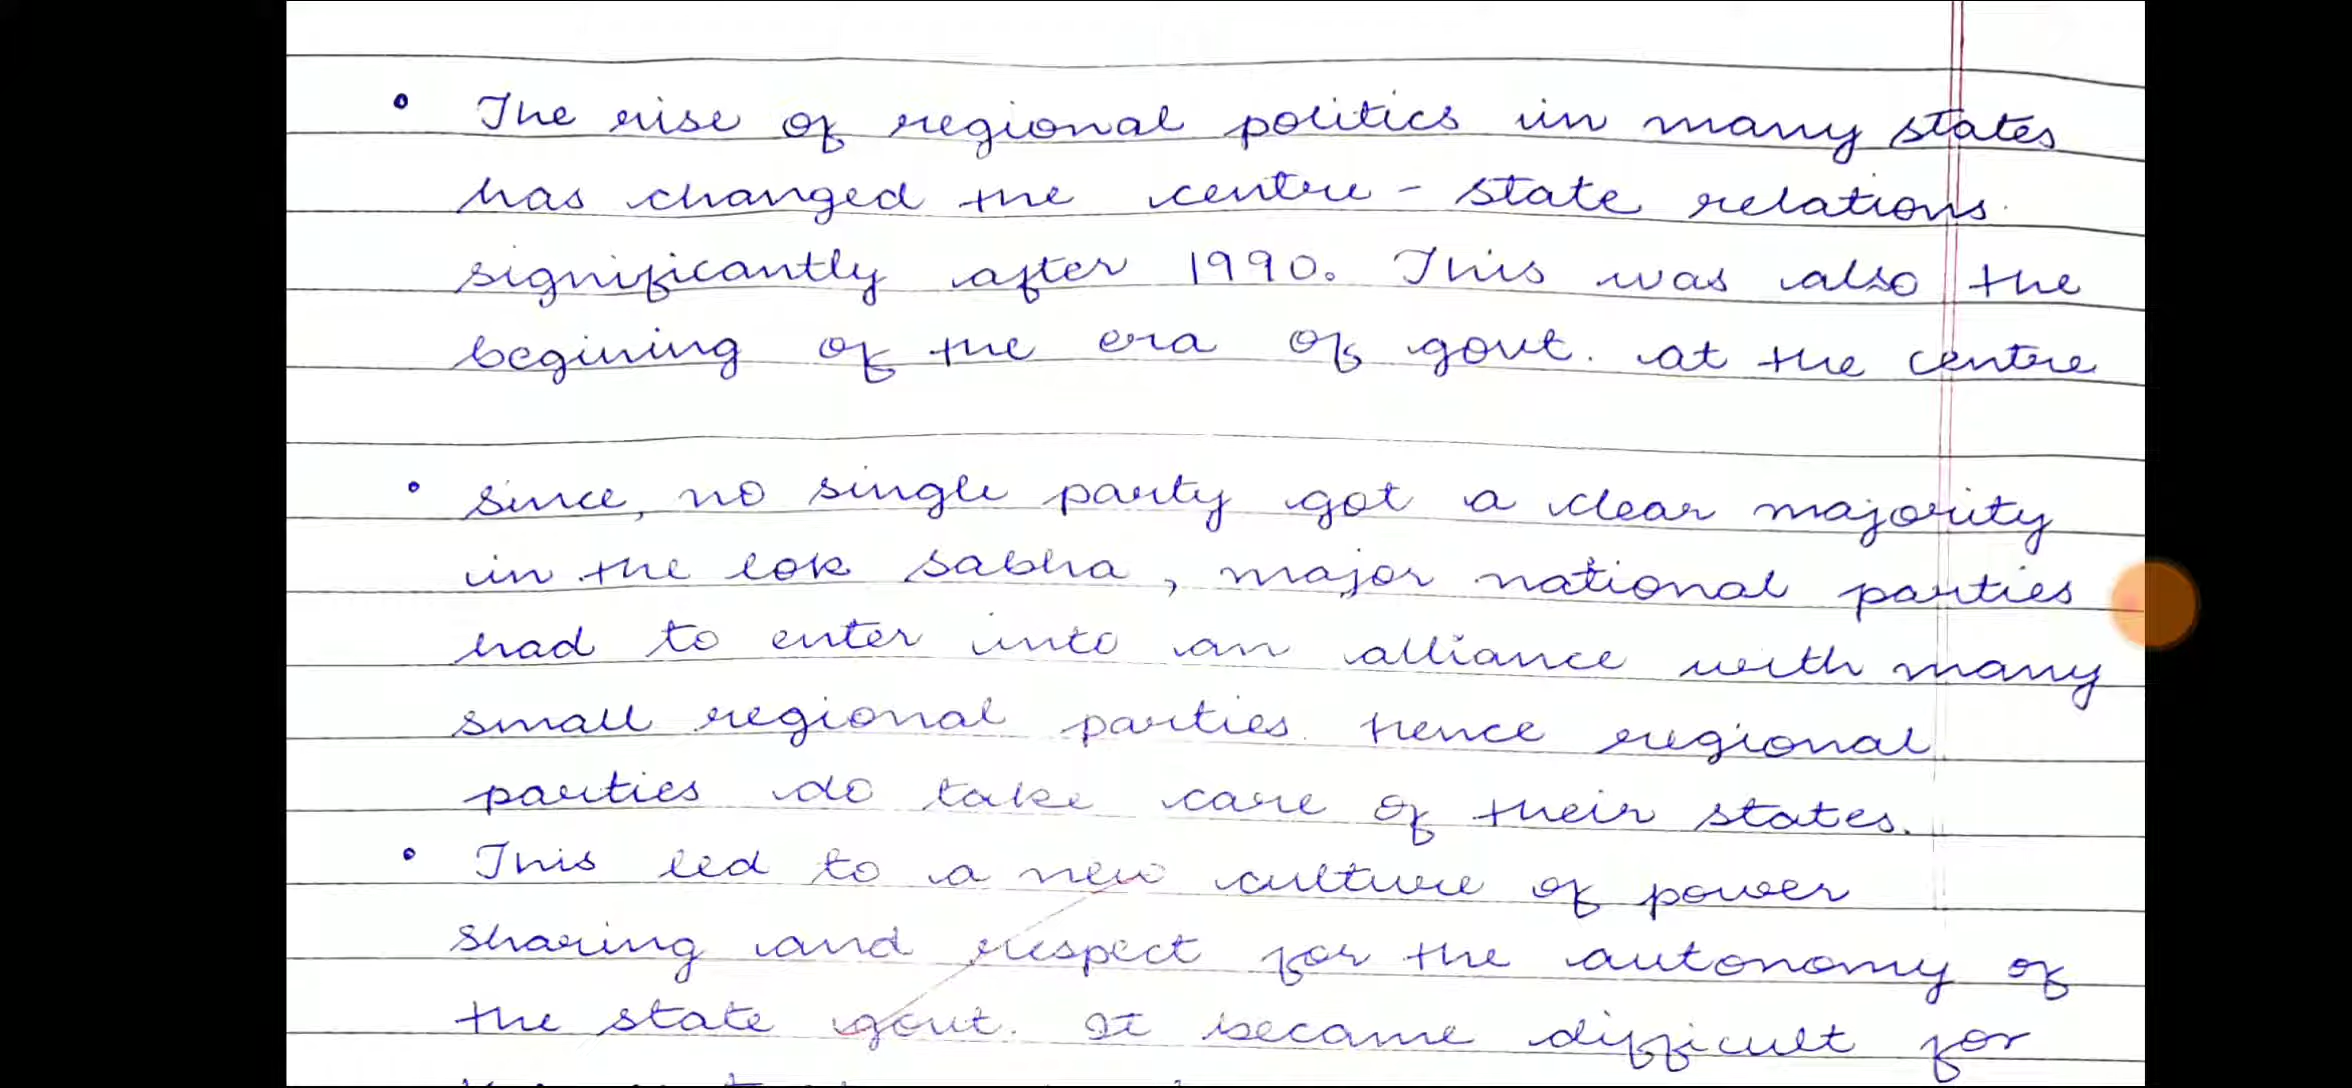 • The rise of regional politics in many states
has changed the centre - state relations
significantly after 1990. This was also the
begining of the era of govt. at the centre
• Since, no single party got a clear majority
in the lok sabha, major national parties
had to enter into an alliance with many
small regional parties. Hence regional
parties do take care of their states.
• This led to a new culture of power
sharing and respect for the autonomy of
the state govt. It became difficult for